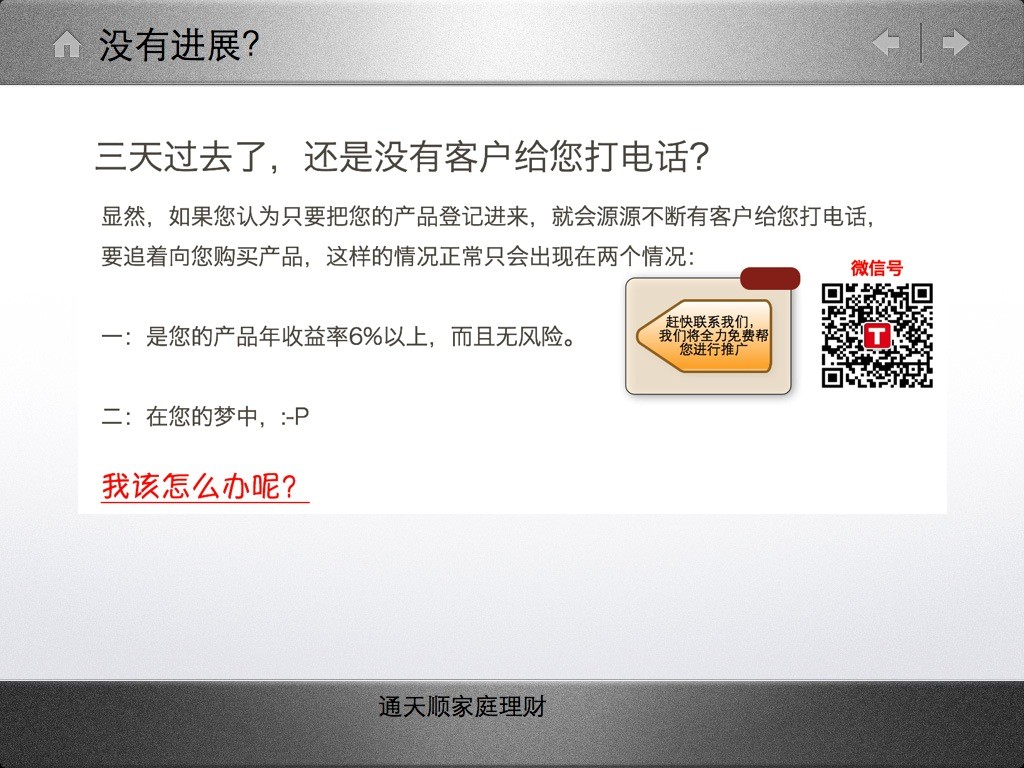 没有进展？
三天过去了，还是没有客户给您打电话？
显然，如果您认为只要把您的产品登记进来，就会源源不断有客户给您打电话，
要追着向您购买产品，这样的情况正常只会出现在两个情况：
微信号
赶快联系我们，
我们将全力免费帮
您进行推广
T
一：是您的产品年收益率6%以上，而且无风险。
二：在您的梦中，:-P
我该怎么办呢？
通天顺家庭理财